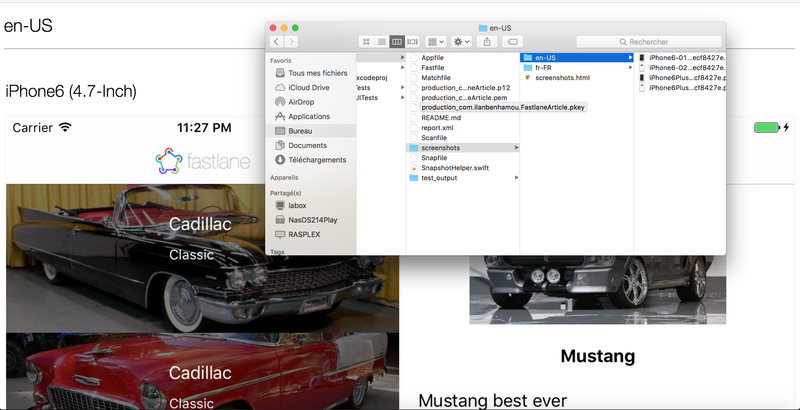 en-US
iPhone6 (4.7-Inch)
Carrier
11:27 PM
fastlane
Cadillac
Classic
Cadillac
Classic
Mustang
Mustang best ever
en-US
Rechercher
Favoris
Tous mes fichiers
iCloud Drive
AirDrop
Applications
Bureau
Documents
Téléchargements
Appareils
Partagé(s)
labox
NasDS214Play
RASPLEX
Tags
xcodeproj
Tests
UITests
Appfile
Fastfile
Matchfile
production_c...neArticle.p12
production_c...eArticle.pem
production_com.ilanbenhamou.FastlaneArticle.pkey
README.md
report.xml
Scanfile
screenshots
Snapfile
SnapshotHelper.swift
test_output
en-US
fr-FR
screenshots.html
iPhone6-01...ecf8427e.
iPhone6-02...ecf8427e.
iPhone6Plus...cf8427e.p
iPhone6Plus...cf8427e.p